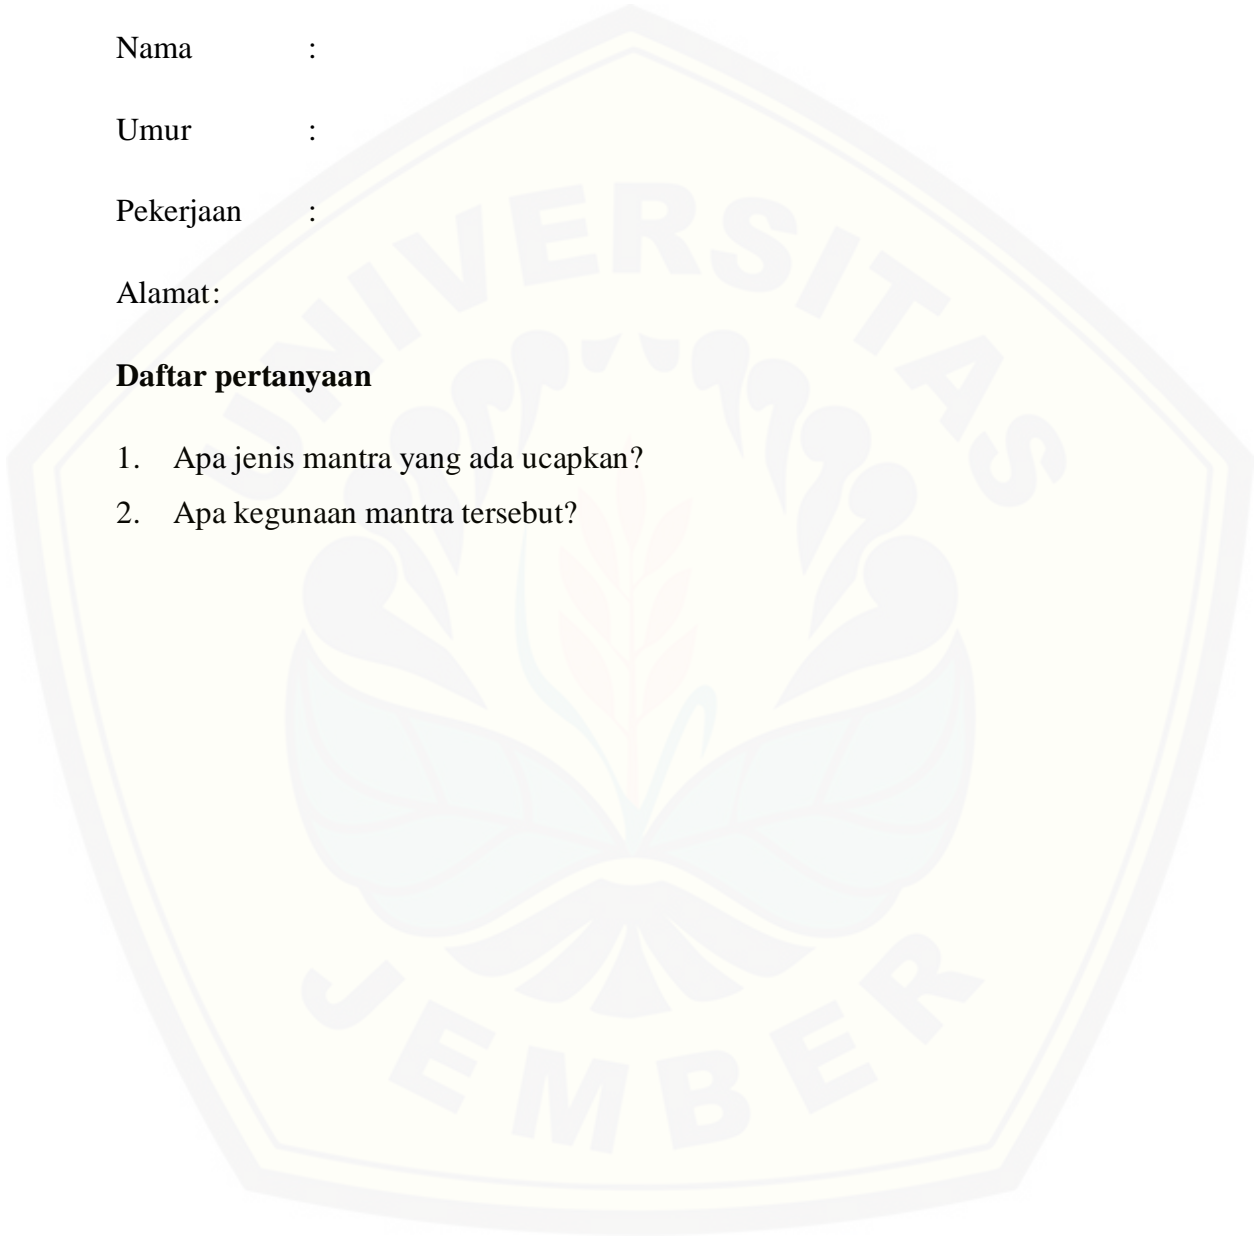 Nama :
Umur :
Pekerjaan :
Alamat:
Daftar pertanyaan
1. Apa jenis mantra yang ada ucapkan?
2. Apa kegunaan mantra tersebut?
UNIVERSITAS
JEMBER